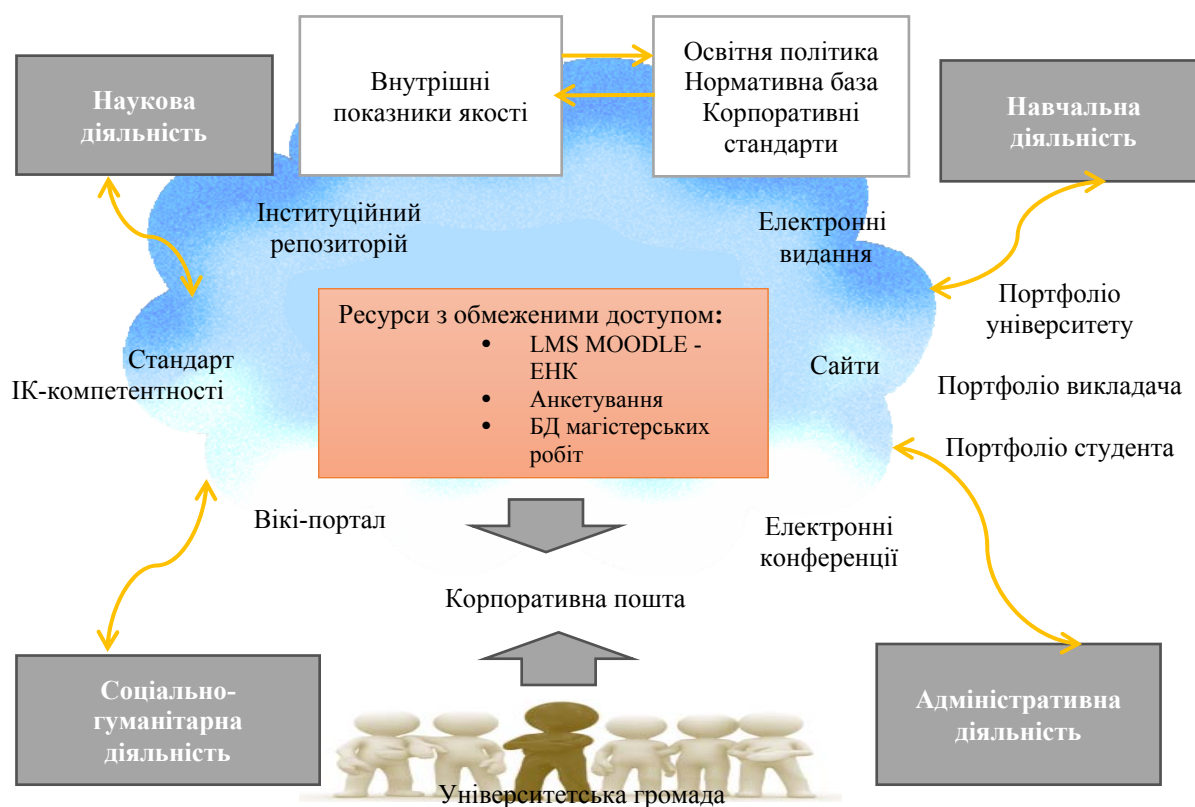 Наукова
діяльність
Внутрішні
показники якості
Освітня політика
Нормативна база
Корпоративні
стандарти
Навчальна
діяльність
Інституційний
репозиторій
Електронні
видання
Портфоліо
університету
Ресурси з обмеженими доступом:
• LMS MOODLE -
ЕНК
• Анкетування
• БД магістерських
робіт
Стандарт
ІК-компетентності
Сайти
Портфоліо викладача
Портфоліо студента
Вікі-портал
Електронні
конференції
Корпоративна пошта
Соціально-
гуманітарна
діяльність
Адміністративна
діяльність
Університетська громада